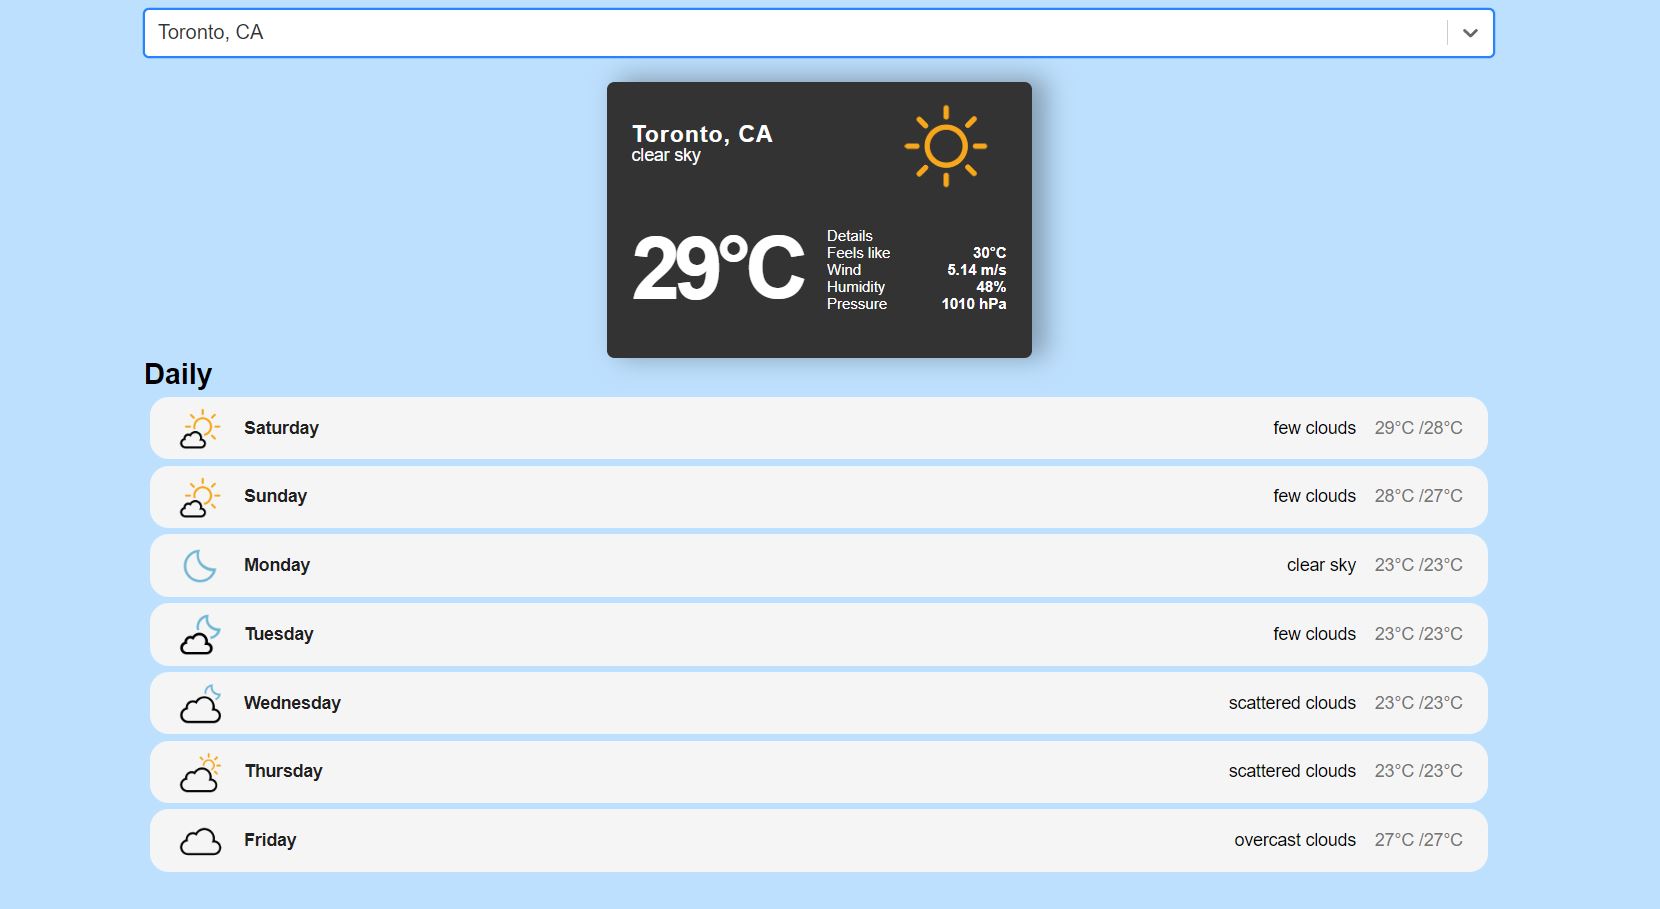 Toronto, CA
Toronto, CA
clear sky
29°C
Details
Feels like 30°C
Wind 5.14 m/s
Humidity 48%
Pressure 1010 hPa
Daily
Saturday few clouds 29°C /28°C
Sunday few clouds 28°C /27°C
Monday clear sky 23°C /23°C
Tuesday few clouds 23°C /23°C
Wednesday scattered clouds 23°C /23°C
Thursday scattered clouds 23°C /23°C
Friday overcast clouds 27°C /27°C